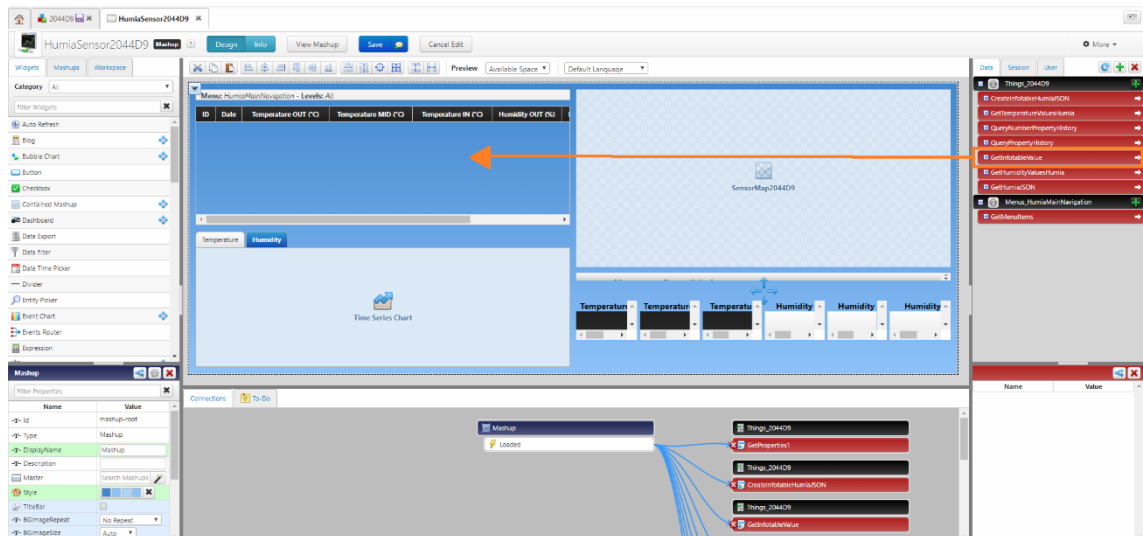 2044D9
HumiaSensor2044D9
HumiaSensor2044D9 Mashup
Design Info View Mashup Save Cancel Edit More
Widgets Mashups Workspace
Category All
Filter Widgets
Auto Refresh
Blog
Bubble Chart
Button
Checkbox
Contained Mashup
Dashboard
Data Export
Data Filter
Date Time Picker
Divider
Entity Picker
Event Chart
Events Router
Expression
Mashup
Filter Properties
Name Value
Id mashup-root
Type Mashup
DisplayName Mashup
Description
Master Search Mashups
Style
TitleBar
BGImageRepeat No Repeat
BGImageSize Auto
Preview Available Space Default Language
Menu: HumiaMainNavigation - Levels: All
ID Date Temperature OUT (°C) Temperature MID (°C) Temperature IN (°C) Humidity OUT (%)
Temperature Humidity
Time Series Chart
SensorMap2044D9
Temperature Temperature Temperatu Humidity Humidity Humidity
Connections To-Do
Mashup
Loaded
Things_2044D9
GetProperties1
Things_2044D9
CreateInfotableHumiaJSON
Things_2044D9
GetInfotableValue
Data Session User
Things_2044D9
CreateInfotableHumiaJSON
GetTemperatureValuesHumia
QueryNumberPropertyHistory
QueryPropertyHistory
GetInfotableValue
GetHumidityValuesHumia
GetHumiaJSON
Menus_HumiaMainNavigation
GetMenuItems
Name Value